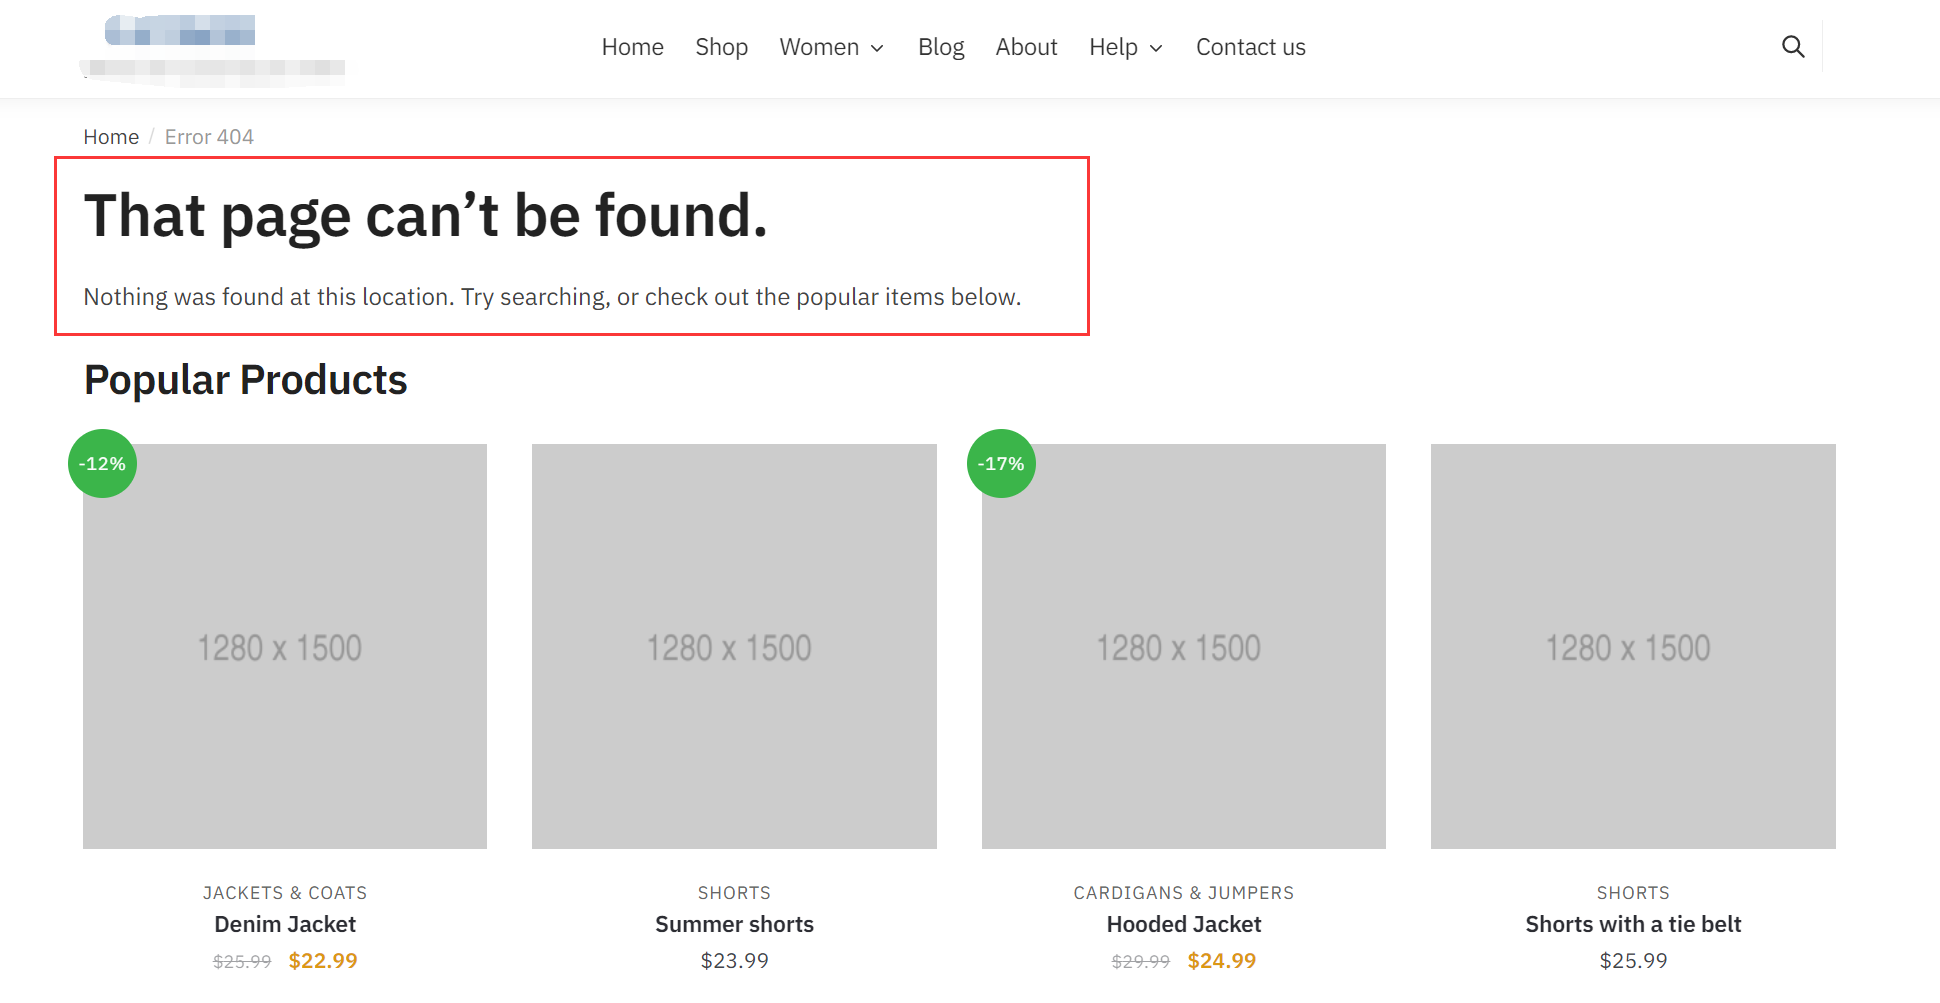 Home Shop Women Blog About Help Contact us
Home / Error 404
That page can’t be found.
Nothing was found at this location. Try searching, or check out the popular items below.
Popular Products
-12%
-17%
1280 x 1500
1280 x 1500
1280 x 1500
1280 x 1500
JACKETS & COATS
Denim Jacket
$25.99 $22.99
SHORTS
Summer shorts
$23.99
CARDIGANS & JUMPERS
Hooded Jacket
$29.99 $24.99
SHORTS
Shorts with a tie belt
$25.99